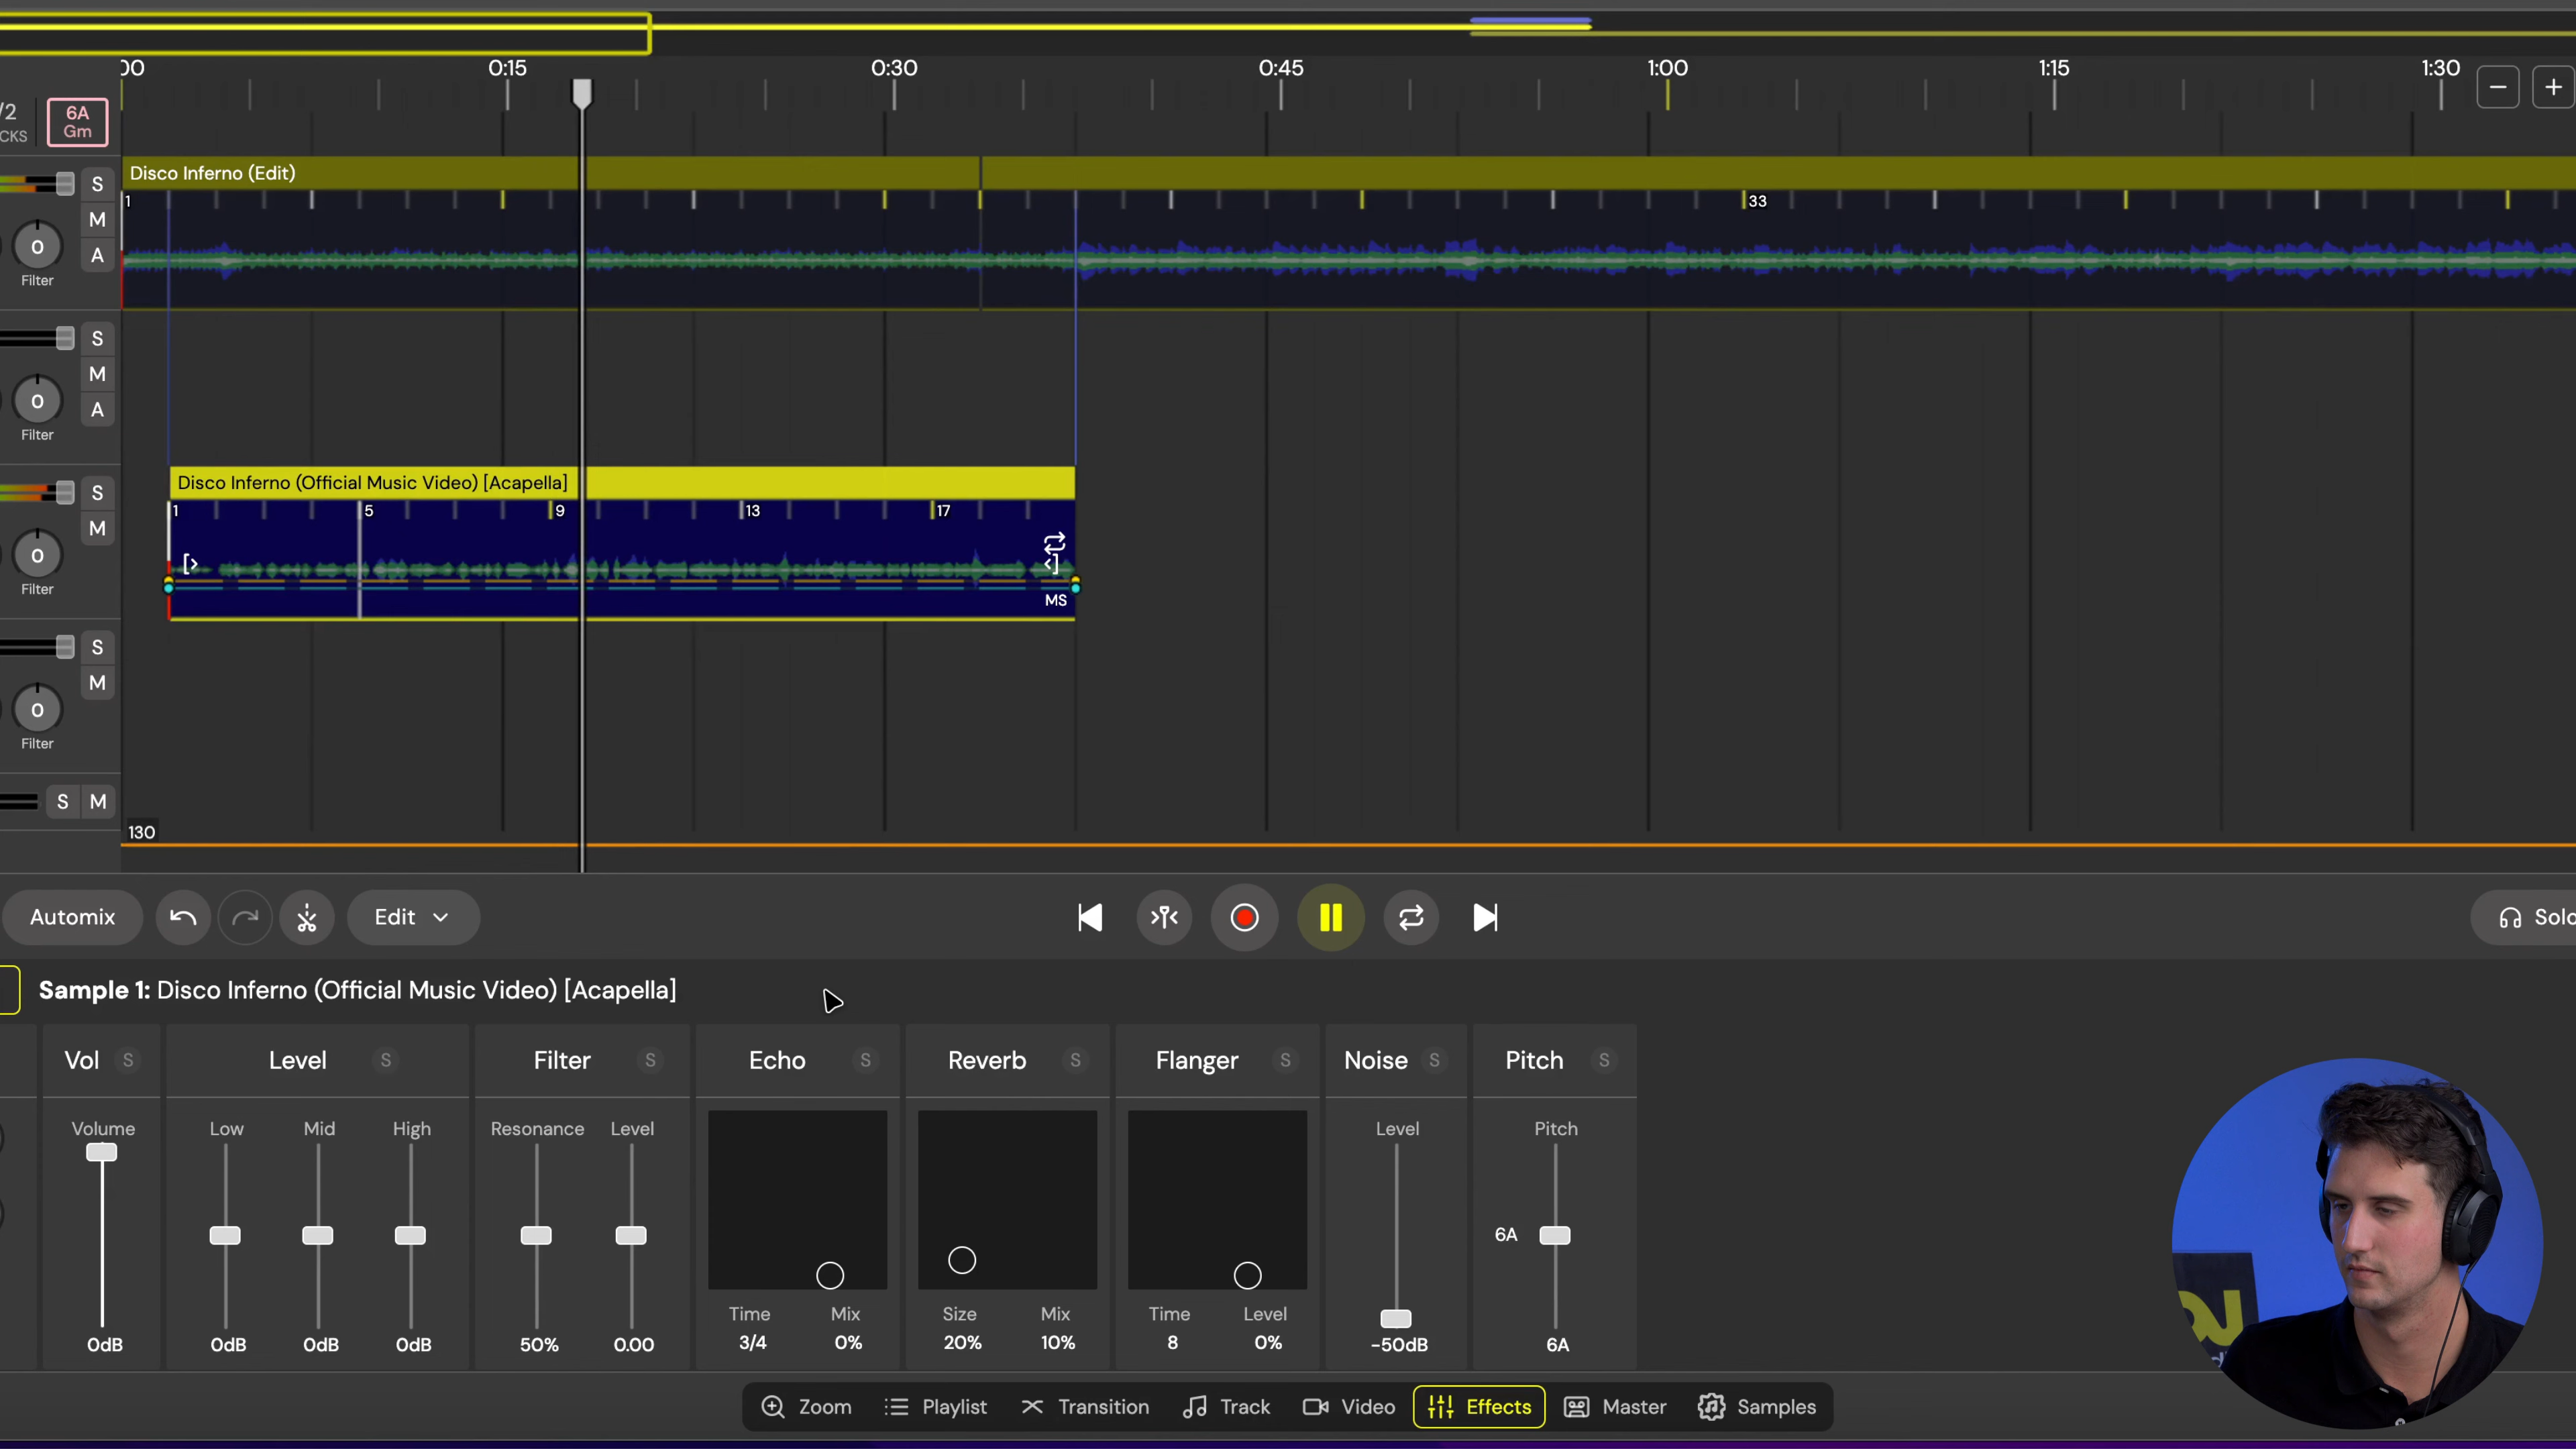 00 0:15 0:30 0:45 1:00 1:15 1:30
/2 6A
CKS Gm
Disco Inferno (Edit)
S
1 33
M
0 A
Filter
S
M
0 A
Filter
Disco Inferno (Official Music Video) [Acapella]
S
1 5 9 13 17
M
0
Filter
MS
S
M
0
Filter
S M
130
Automix Edit Solo
Sample 1: Disco Inferno (Official Music Video) [Acapella]
Vol S Level S Filter S Echo S Reverb S Flanger S Noise S Pitch S
Volume Low Mid High Resonance Level Level Pitch
6A
Time Mix Size Mix Time Level
0dB 0dB 0dB 0dB 50% 0.00 3/4 0% 20% 10% 8 0% -50dB 6A
Zoom Playlist Transition Track Video Effects Master Samples